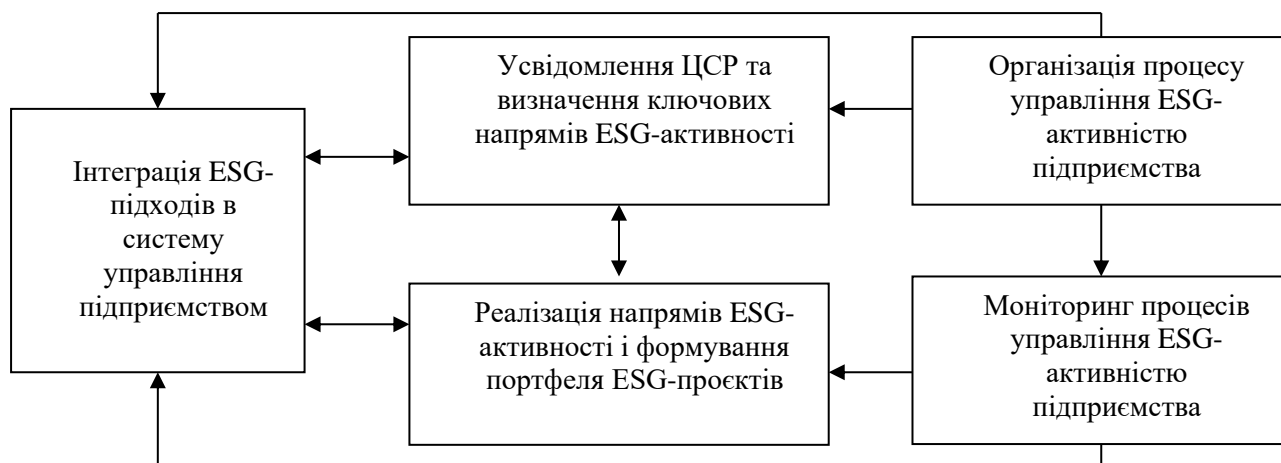 Усвідомлення ЦСР та
визначення ключових
напрямів ESG-активності
Організація процесу
управління ESG-
активністю
підприємства
Інтеграція ESG-
підходів в
систему
управління
підприємством
Реалізація напрямів ESG-
активності і формування
портфеля ESG-проєктів
Моніторинг процесів
управління ESG-
активністю
підприємства